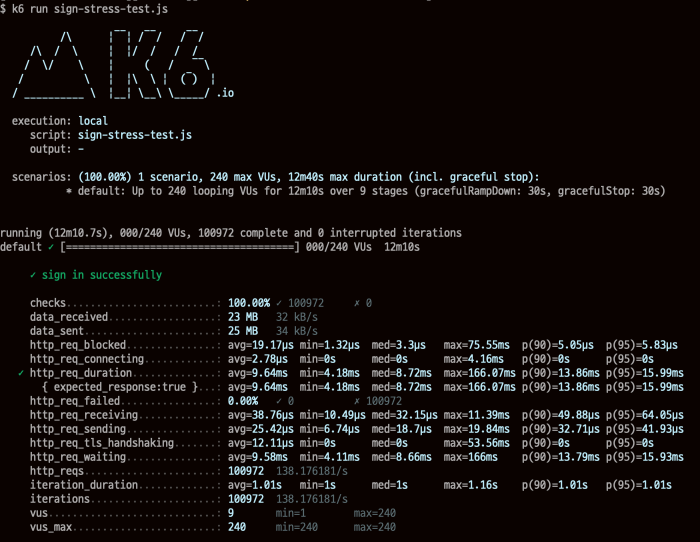 $ k6 run sign-stress-test.js
.io
execution: local
script: sign-stress-test.js
output: -
scenarios: (100.00%) 1 scenario, 240 max VUs, 12m40s max duration (incl. graceful stop):
* default: Up to 240 looping VUs for 12m10s over 9 stages (gracefulRampDown: 30s, gracefulStop: 30s)
running (12m10.7s), 000/240 VUs, 100972 complete and 0 interrupted iterations
default ✓ [======================================] 000/240 VUs  12m10s
✓ sign in successfully
checks.........................: 100.00% ✓ 100972     ✗ 0
data_received..................: 23 MB   32 kB/s
data_sent......................: 25 MB   34 kB/s
http_req_blocked...............: avg=19.17µs min=1.32µs  med=3.3µs   max=75.55ms  p(90)=5.05µs  p(95)=5.83µs
http_req_connecting............: avg=2.78µs  min=0s      med=0s      max=4.16ms   p(90)=0s      p(95)=0s
✓ http_req_duration..............: avg=9.64ms  min=4.18ms  med=8.72ms  max=166.07ms p(90)=13.86ms p(95)=15.99ms
{ expected_response:true }...: avg=9.64ms  min=4.18ms  med=8.72ms  max=166.07ms p(90)=13.86ms p(95)=15.99ms
http_req_failed................: 0.00%   ✓ 0          ✗ 100972
http_req_receiving.............: avg=38.76µs min=10.49µs med=32.15µs max=11.39ms  p(90)=49.88µs p(95)=64.05µs
http_req_sending...............: avg=25.42µs min=6.74µs  med=18.7µs  max=19.84ms  p(90)=32.71µs p(95)=41.93µs
http_req_tls_handshaking.......: avg=12.11µs min=0s      med=0s      max=53.56ms  p(90)=0s      p(95)=0s
http_req_waiting...............: avg=9.58ms  min=4.11ms  med=8.66ms  max=166ms    p(90)=13.79ms p(95)=15.93ms
http_reqs......................: 100972  138.176181/s
iteration_duration.............: avg=1.01s   min=1s      med=1s      max=1.16s    p(90)=1.01s   p(95)=1.01s
iterations.....................: 100972  138.176181/s
vus............................: 9       min=1        max=240
vus_max........................: 240     min=240      max=240